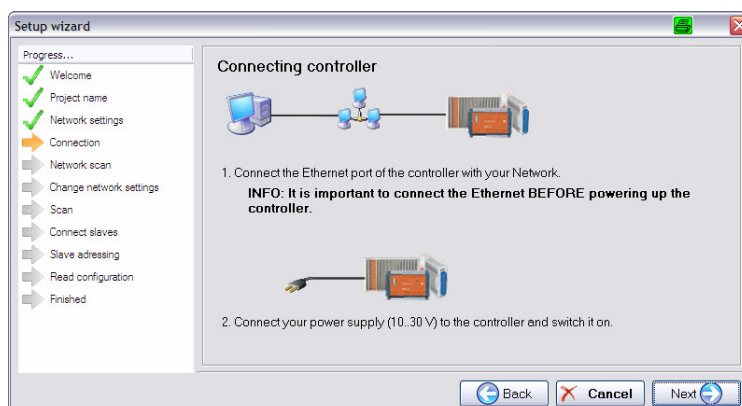 Setup wizard
Progress...
Welcome
Project name
Network settings
Connection
Network scan
Change network settings
Scan
Connect slaves
Slave adressing
Read configuration
Finished
Connecting controller
1. Connect the Ethernet port of the controller with your Network.
INFO: It is important to connect the Ethernet BEFORE powering up the
controller.
2. Connect your power supply (10..30 V) to the controller and switch it on.
Back
Cancel
Next